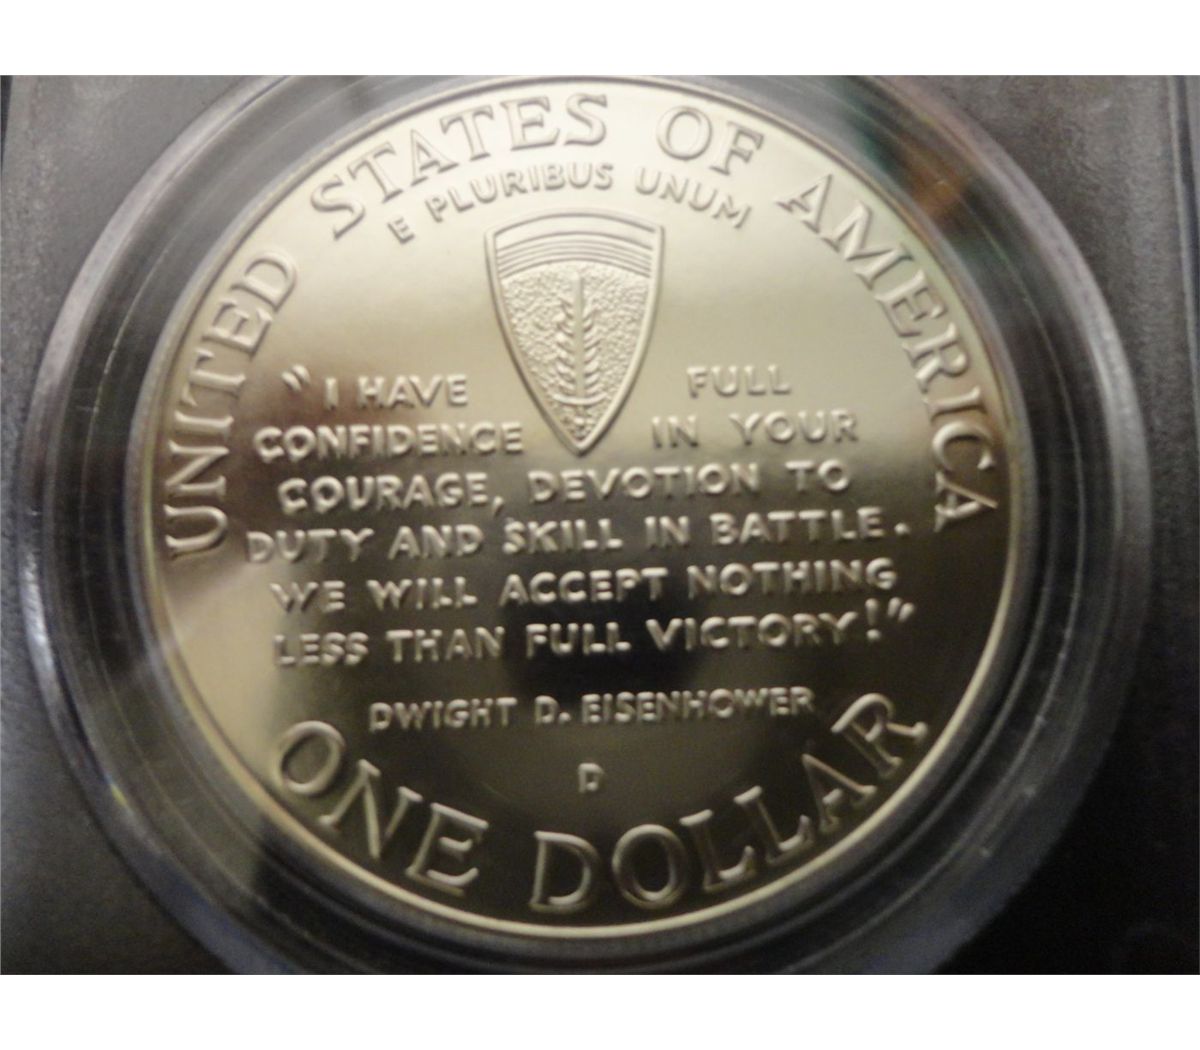 UNITED STATES OF AMERICA
E PLURIBUS UNUM
"I HAVE FULL
CONFIDENCE IN YOUR
COURAGE, DEVOTION TO
DUTY AND SKILL IN BATTLE.
WE WILL ACCEPT NOTHING
LESS THAN FULL VICTORY!"
DWIGHT D. EISENHOWER
D
ONE DOLLAR